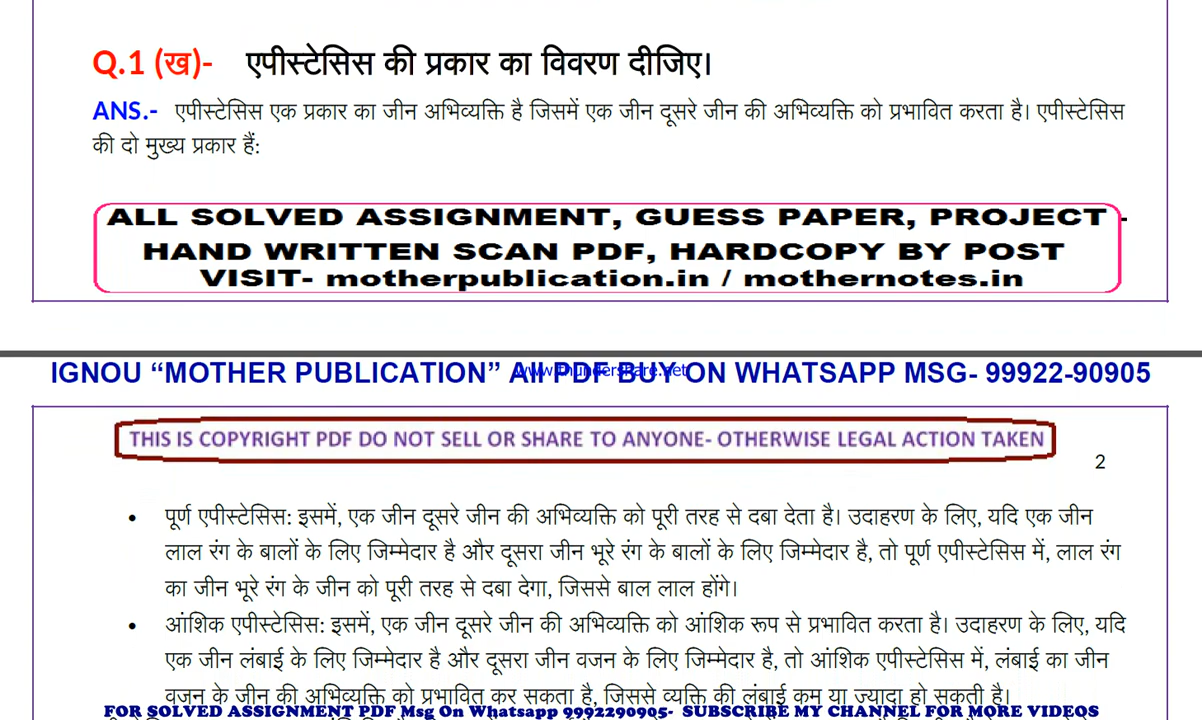 Q.1 (ख)- एपीस्टेसिस की प्रकार का विवरण दीजिए।
ANS.- एपीस्टेसिस एक प्रकार का जीन अभिव्यक्ति है जिसमें एक जीन दूसरे जीन की अभिव्यक्ति को प्रभावित करता है। एपीस्टेसिस
की दो मुख्य प्रकार हैं:
ALL SOLVED ASSIGNMENT, GUESS PAPER, PROJECT -
HAND WRITTEN SCAN PDF, HARDCOPY BY POST
VISIT- motherpublication.in / mothernotes.in
IGNOU “MOTHER PUBLICATION” All PDF BUY ON WHATSAPP MSG- 99922-90905
www.thundershare.net
THIS IS COPYRIGHT PDF DO NOT SELL OR SHARE TO ANYONE- OTHERWISE LEGAL ACTION TAKEN
2
• पूर्ण एपीस्टेसिस: इसमें, एक जीन दूसरे जीन की अभिव्यक्ति को पूरी तरह से दबा देता है। उदाहरण के लिए, यदि एक जीन
लाल रंग के बालों के लिए जिम्मेदार है और दूसरा जीन भूरे रंग के बालों के लिए जिम्मेदार है, तो पूर्ण एपीस्टेसिस में, लाल रंग
का जीन भूरे रंग के जीन को पूरी तरह से दबा देगा, जिससे बाल लाल होंगे।
• आंशिक एपीस्टेसिस: इसमें, एक जीन दूसरे जीन की अभिव्यक्ति को आंशिक रूप से प्रभावित करता है। उदाहरण के लिए, यदि
एक जीन लंबाई के लिए जिम्मेदार है और दूसरा जीन वजन के लिए जिम्मेदार है, तो आंशिक एपीस्टेसिस में, लंबाई का जीन
वजन के जीन की अभिव्यक्ति को प्रभावित कर सकता है, जिससे व्यक्ति की लंबाई कम या ज्यादा हो सकती है।
FOR SOLVED ASSIGNMENT PDF Msg On Whatsapp 9992290905- SUBSCRIBE MY CHANNEL FOR MORE VIDEOS